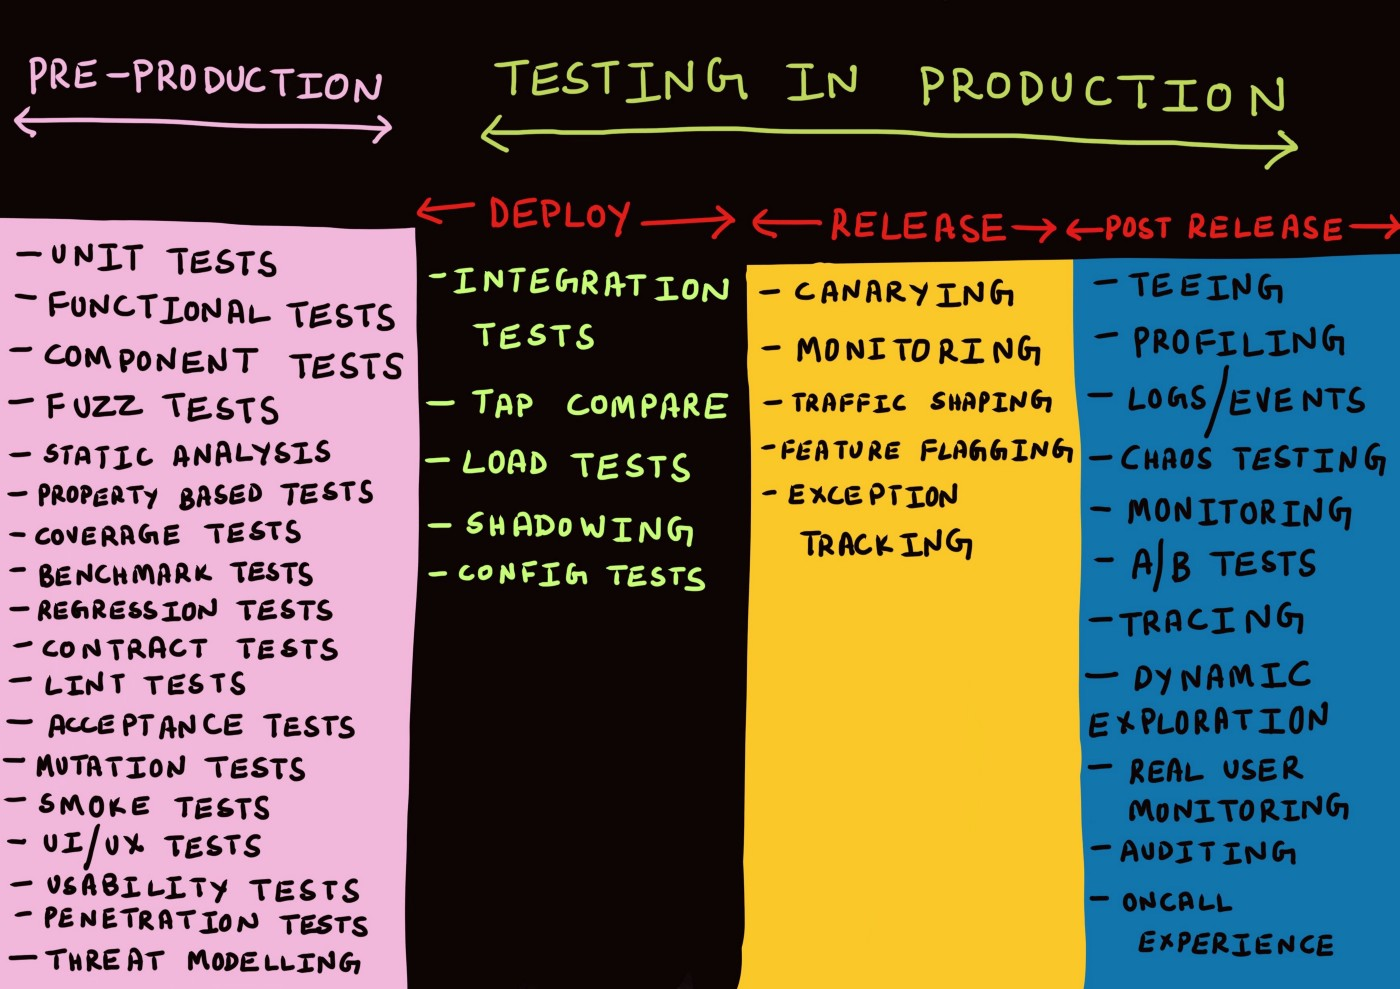 PRE-PRODUCTION
TESTING IN PRODUCTION
DEPLOY
RELEASE
POST RELEASE
- UNIT TESTS
- FUNCTIONAL TESTS
- COMPONENT TESTS
- FUZZ TESTS
- STATIC ANALYSIS
- PROPERTY BASED TESTS
- COVERAGE TESTS
- BENCHMARK TESTS
- REGRESSION TESTS
- CONTRACT TESTS
- LINT TESTS
- ACCEPTANCE TESTS
- MUTATION TESTS
- SMOKE TESTS
- UI/UX TESTS
- USABILITY TESTS
- PENETRATION TESTS
- THREAT MODELLING
- INTEGRATION
TESTS
- TAP COMPARE
- LOAD TESTS
- SHADOWING
- CONFIG TESTS
- CANARYING
- MONITORING
- TRAFFIC SHAPING
- FEATURE FLAGGING
- EXCEPTION
TRACKING
- TEEING
- PROFILING
- LOGS/EVENTS
- CHAOS TESTING
- MONITORING
- A/B TESTS
- TRACING
- DYNAMIC
EXPLORATION
- REAL USER
MONITORING
- AUDITING
- ONCALL
EXPERIENCE